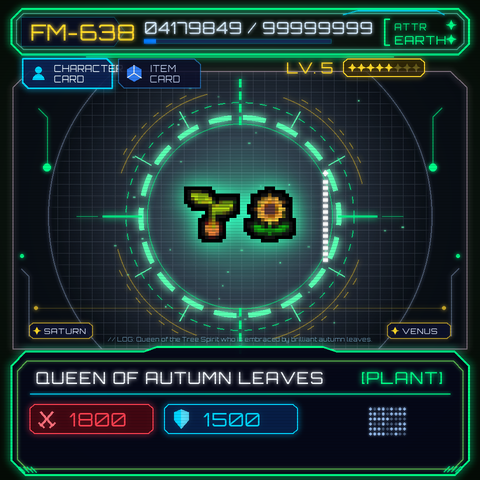 FM-638
04179849 / 99999999
ATTR
EARTH
CHARACTER
CARD
ITEM
CARD
LV.5
SATURN
VENUS
// LOG: Queen of the Tree Spirit who embraced by brilliant autumn leaves.
QUEEN OF AUTUMN LEAVES
[PLANT]
1800
1500